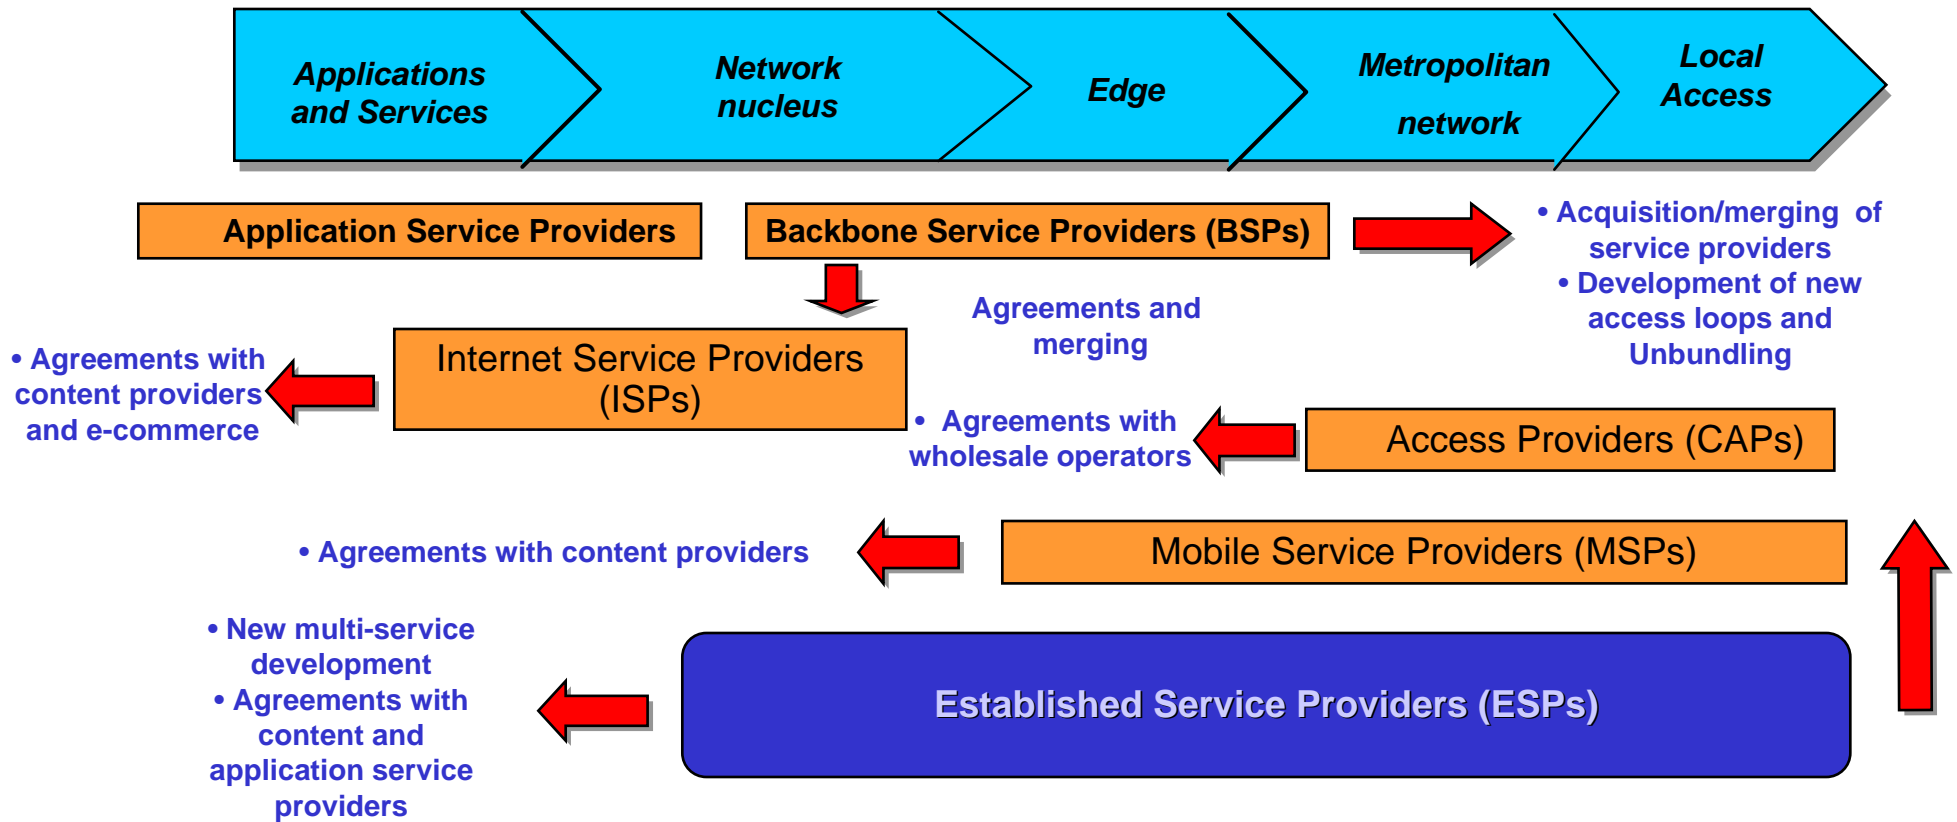 Applications
and Services
Network
nucleus
Edge
Metropolitan
network
Local
Access
Application Service Providers
Backbone Service Providers (BSPs)
• Acquisition/merging of
service providers
• Development of new
access loops and
Unbundling
Agreements and
merging
• Agreements with
content providers
and e-commerce
Internet Service Providers
(ISPs)
• Agreements with
wholesale operators
Access Providers (CAPs)
• Agreements with content providers
Mobile Service Providers (MSPs)
• New multi-service
development
• Agreements with
content and
application service
providers
Established Service Providers (ESPs)